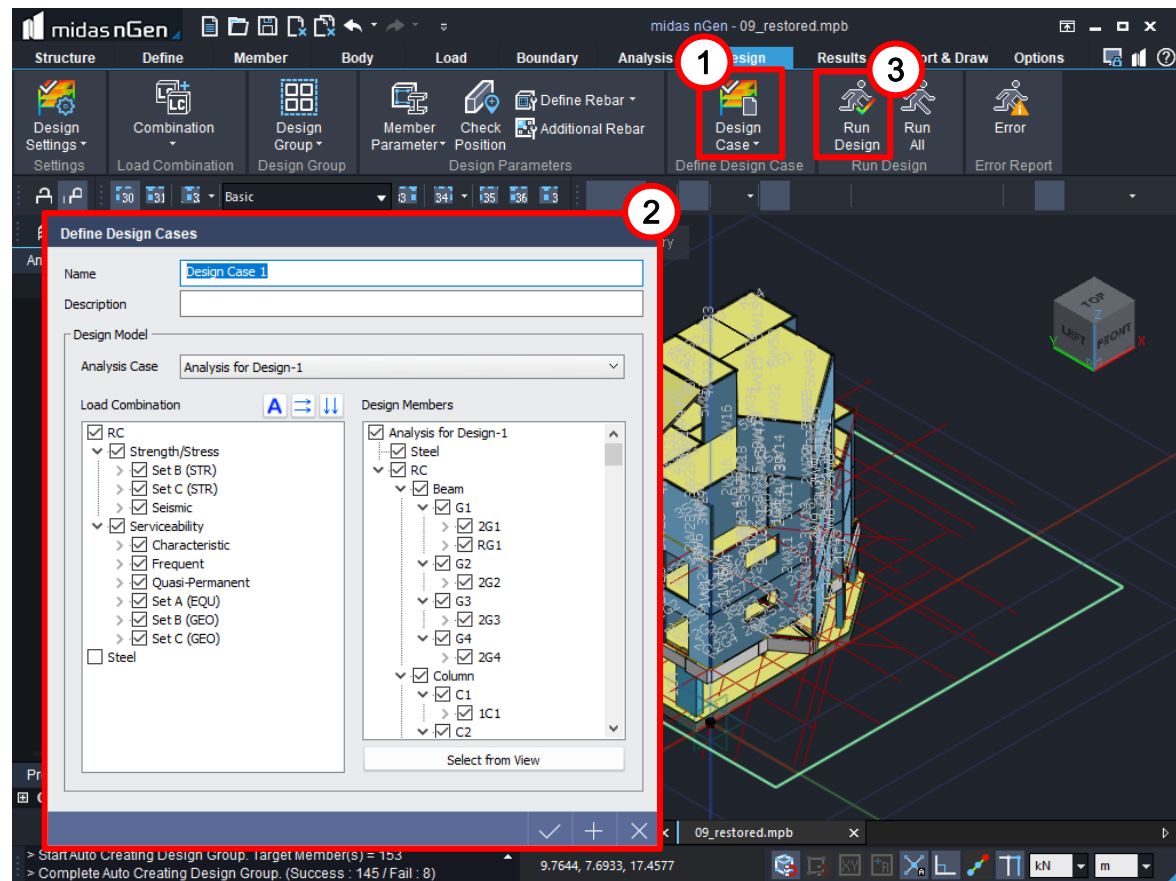 midas nGen
midas nGen - 09_restored.mpb
Structure Define Member Body Load Boundary Analysis Design Results Report & Draw Options
1
3
Define Rebar
Additional Rebar
Design Settings
Combination
Design Group
Member Parameter
Check Position
Design Case
Run Design
Run All
Error
Settings Load Combination Design Group Design Parameters Define Design Case Run Design Error Report
Basic
2
Define Design Cases
Name Design Case 1
Description
Design Model
Analysis Case Analysis for Design-1
Load Combination
A
RC
Strength/Stress
Set B (STR)
Set C (STR)
Seismic
Serviceability
Characteristic
Frequent
Quasi-Permanent
Set A (EQU)
Set B (GEO)
Set C (GEO)
Steel
Design Members
Analysis for Design-1
Steel
RC
Beam
G1
2G1
RG1
G2
2G2
G3
2G3
G4
2G4
Column
C1
1C1
C2
Select from View
TOP
LEFT
FRONT
Z
Y
X
09_restored.mpb
> Start Auto Creating Design Group. Target Member(s) = 153
> Complete Auto Creating Design Group. (Success : 145 / Fail : 8)
9.7644, 7.6933, 17.4577
kN
m